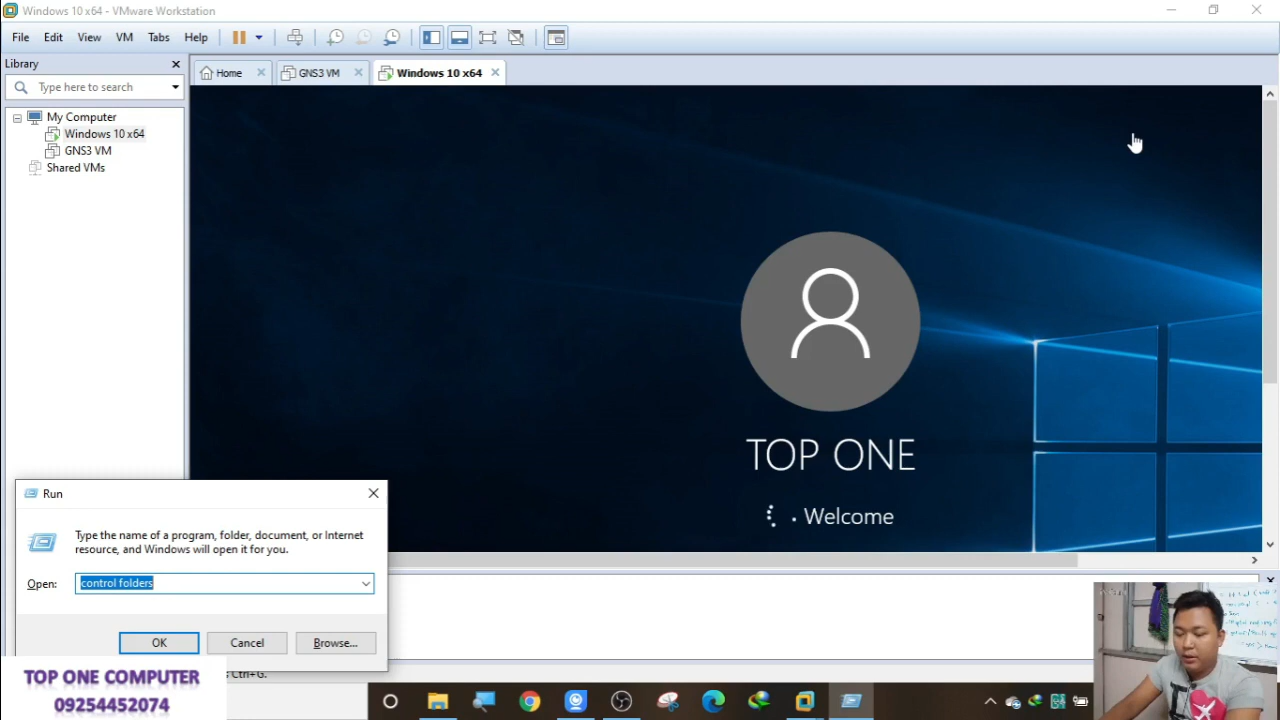 Windows 10 x64 - VMware Workstation
File Edit View VM Tabs Help
Library
Type here to search
Home
GNS3 VM
Windows 10 x64
My Computer
Windows 10 x64
GNS3 VM
Shared VMs
TOP ONE
Welcome
Run
Type the name of a program, folder, document, or Internet
resource, and Windows will open it for you.
Open: control folders
OK Cancel Browse...
Ctrl+G.
TOP ONE COMPUTER
09254452074